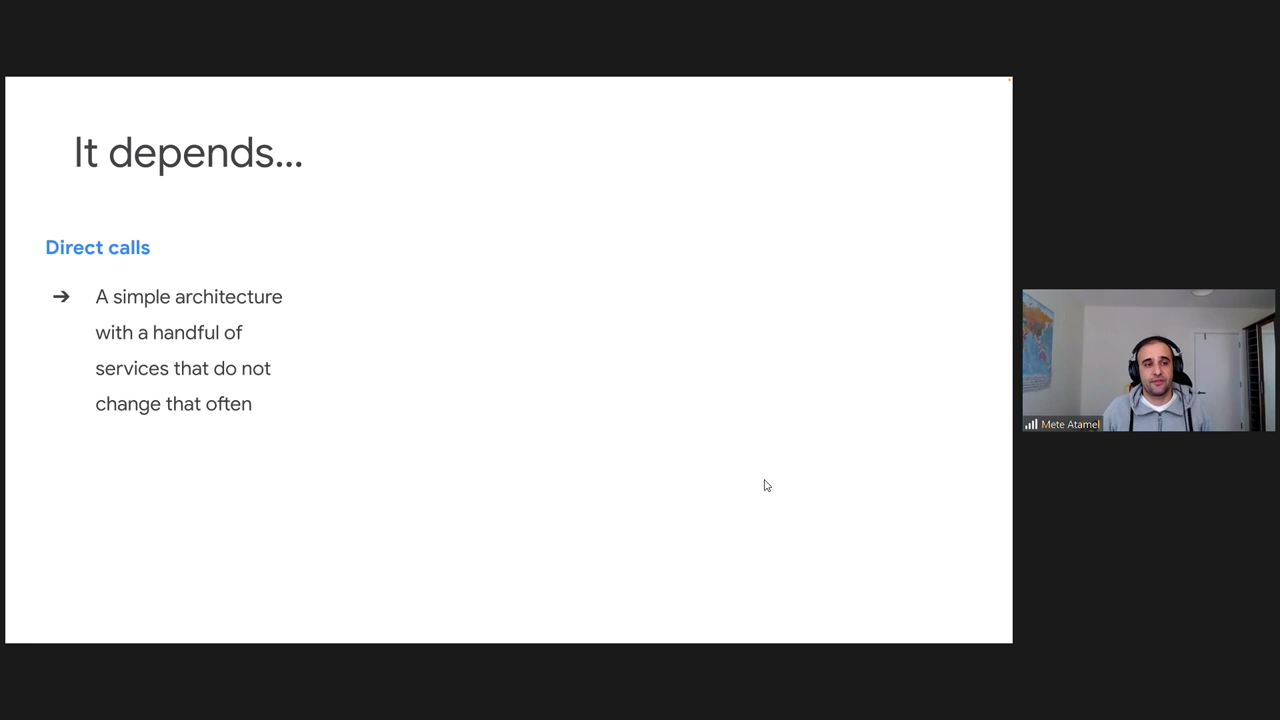 It depends...
Direct calls
➔ A simple architecture
with a handful of
services that do not
change that often
Mete Atamel